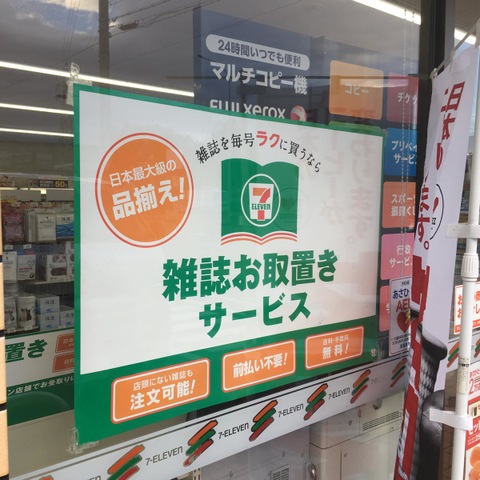 24時間いつでも便利
マルチコピー機
FUJI xerox
コピー
雑誌を毎号ラクに買うなら
日本最大級の
品揃え!
7
ELEVEN
雑誌お取置き
サービス
店頭にない雑誌も
注文可能!
前払い不要!
送料・手数料
無料!
7-ELEVEN
7-ELEVEN
7-ELEVEN